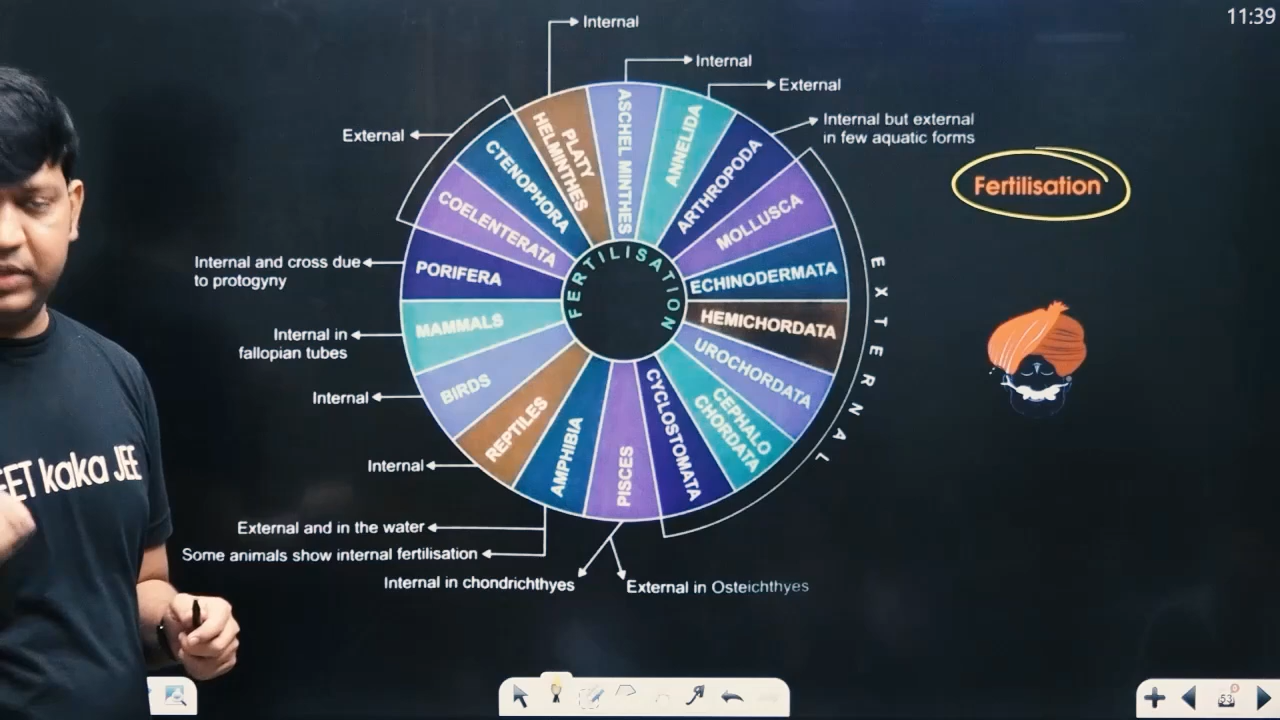 11:39
Internal
Internal
External
Internal but external
in few aquatic forms
External
Fertilisation
PLATY
HELMINTHES
ASCHEL MINTHES
ANNELIDA
ARTHROPODA
MOLLUSCA
ECHINODERMATA
HEMICHORDATA
UROCHORDATA
CEPHALO
CHORDATA
CYCLOSTOMATA
PISCES
AMPHIBIA
REPTILES
BIRDS
MAMMALS
PORIFERA
COELENTERATA
CTENOPHORA
FERTILISATION
EXTERNAL
Internal and cross due
to protogyny
Internal in
fallopian tubes
Internal
Internal
External and in the water
Some animals show internal fertilisation
Internal in chondrichthyes
External in Osteichthyes
kaka JEE
53